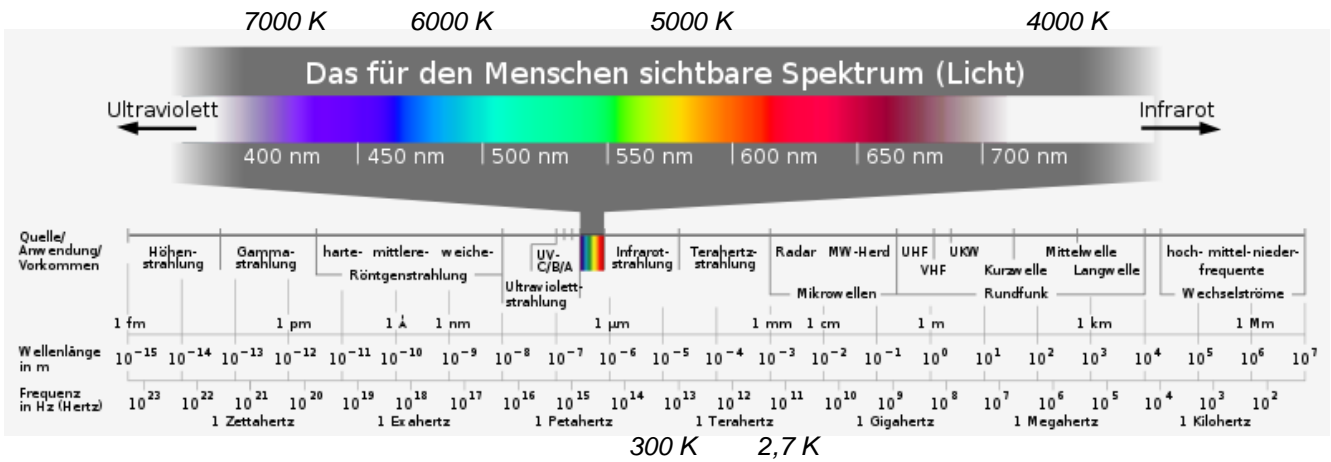 7000 K 6000 K 5000 K 4000 K
Das für den Menschen sichtbare Spektrum (Licht)
Ultraviolett Infrarot
400 nm 450 nm 500 nm 550 nm 600 nm 650 nm 700 nm
Quelle/
Anwendung/
Vorkommen
Höhen-
strahlung
Gamma-
strahlung
harte- mittlere- weiche-
Röntgenstrahlung
UV-
C/B/A
Ultraviolett-
strahlung
Infrarot-
strahlung
Terahertz-
strahlung
Radar MW-Herd
Mikrowellen
UHF UKW Mittelwelle
VHF Kurzwelle Langwelle
Rundfunk
hoch- mittel-nieder-
frequente
Wechselströme
1 fm 1 pm 1 Å 1 nm 1 µm 1 mm 1 cm 1 m 1 km 1 Mm
Wellenlänge
in m
10⁻¹⁵ 10⁻¹⁴ 10⁻¹³ 10⁻¹² 10⁻¹¹ 10⁻¹⁰ 10⁻⁹ 10⁻⁸ 10⁻⁷ 10⁻⁶ 10⁻⁵ 10⁻⁴ 10⁻³ 10⁻² 10⁻¹ 10⁰ 10¹ 10² 10³ 10⁴ 10⁵ 10⁶ 10⁷
Frequenz
in Hz (Hertz)
10²³ 10²² 10²¹ 10²⁰ 10¹⁹ 10¹⁸ 10¹⁷ 10¹⁶ 10¹⁵ 10¹⁴ 10¹³ 10¹² 10¹¹ 10¹⁰ 10⁹ 10⁸ 10⁷ 10⁶ 10⁵ 10⁴ 10³ 10²
1 Zettahertz 1 Exahertz 1 Petahertz 1 Terahertz 1 Gigahertz 1 Megahertz 1 Kilohertz
300 K 2,7 K